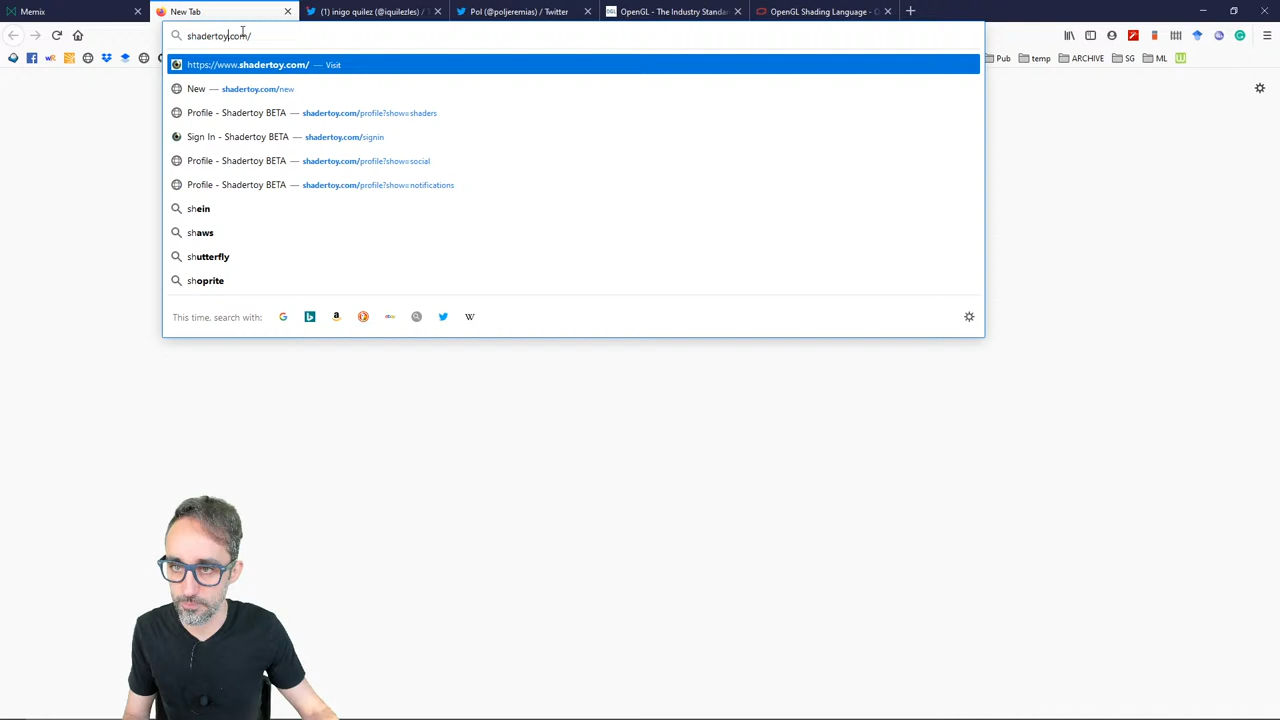 Memix
New Tab
(1) inigo quilez (@iquilezles) / T
Pol (@poljeremias) / Twitter
OpenGL - The Industry Standar
OpenGL Shading Language - O
shadertoy.com/
https://www.shadertoy.com/ — Visit
New — shadertoy.com/new
Profile - Shadertoy BETA — shadertoy.com/profile?show=shaders
Sign In - Shadertoy BETA — shadertoy.com/signin
Profile - Shadertoy BETA — shadertoy.com/profile?show=social
Profile - Shadertoy BETA — shadertoy.com/profile?show=notifications
shein
shaws
shutterfly
shoprite
This time, search with:
Pub
temp
ARCHIVE
SG
ML